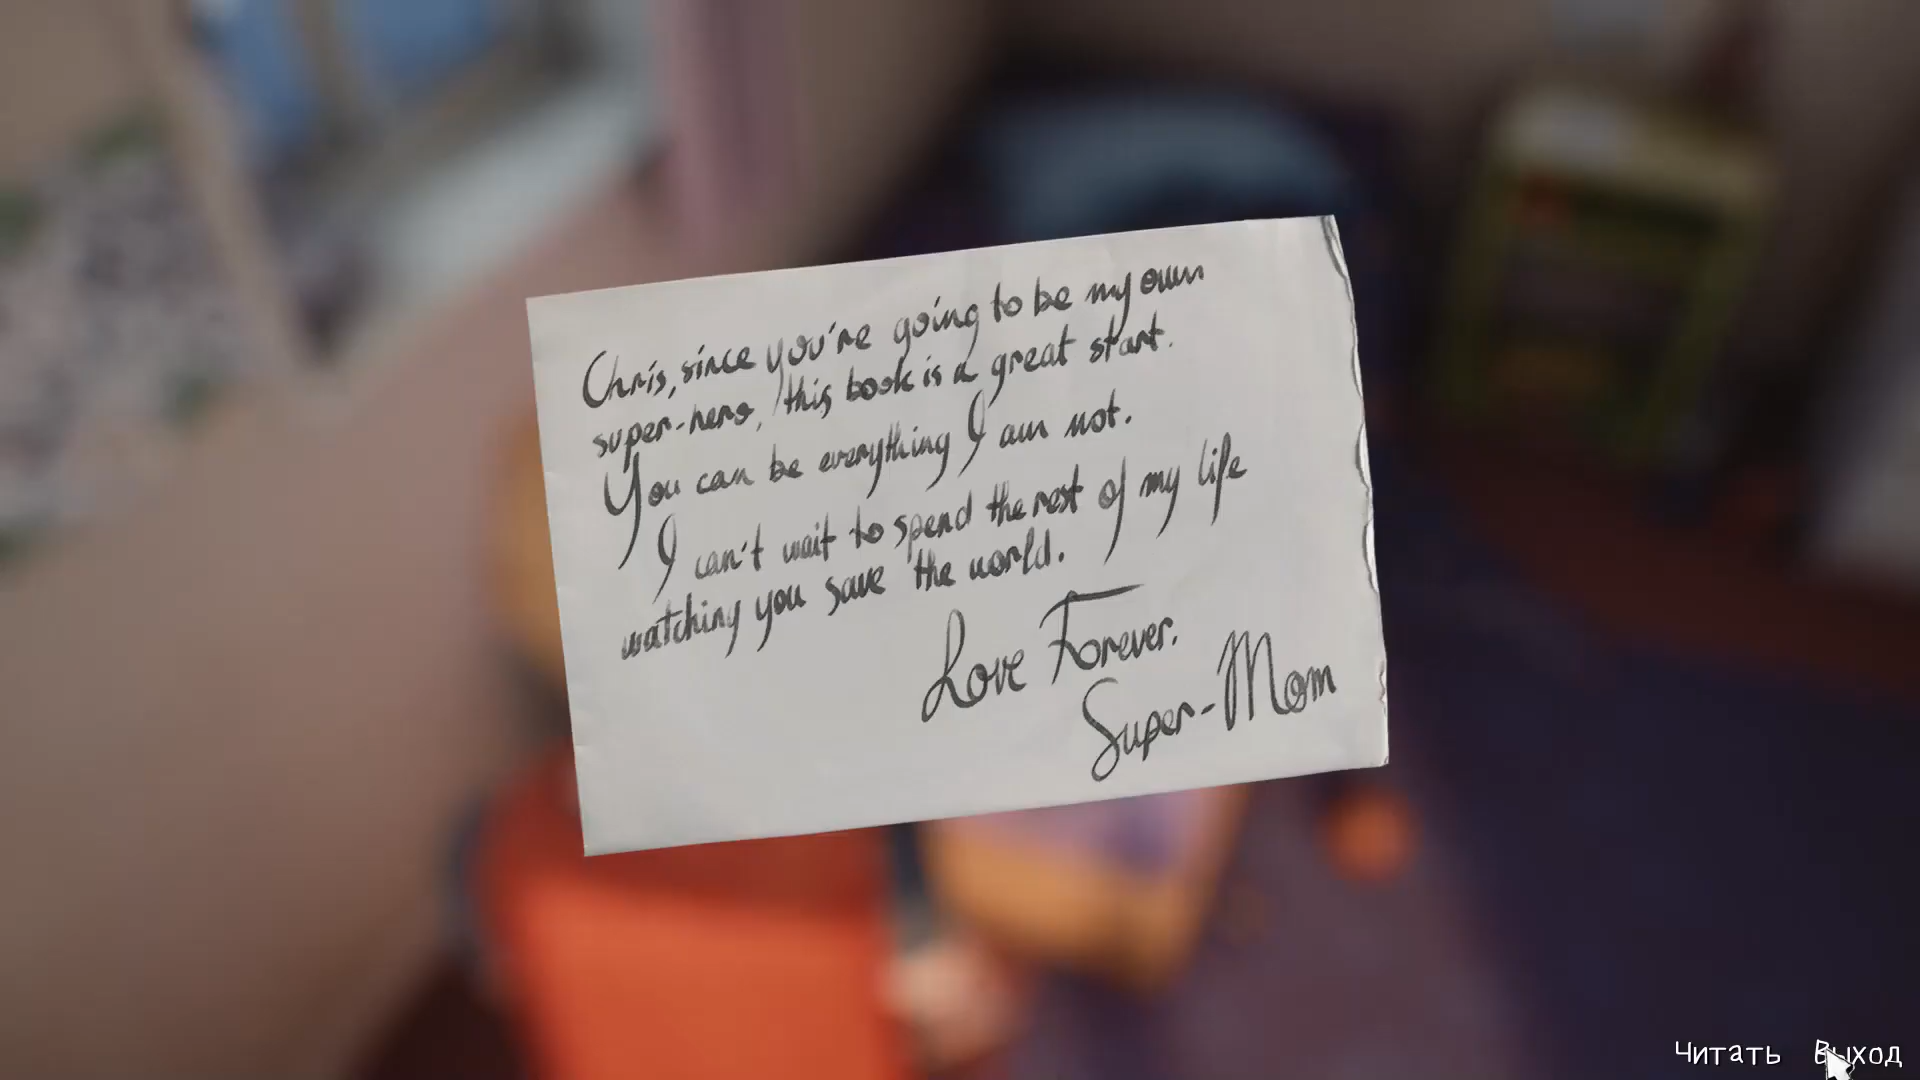 Chris, since you're going to be my own
super-hero, this book is a great start.
You can be everything I am not.
I can't wait to spend the rest of my life
watching you save the world.
Love Forever.
Super-Mom
Читать Выход